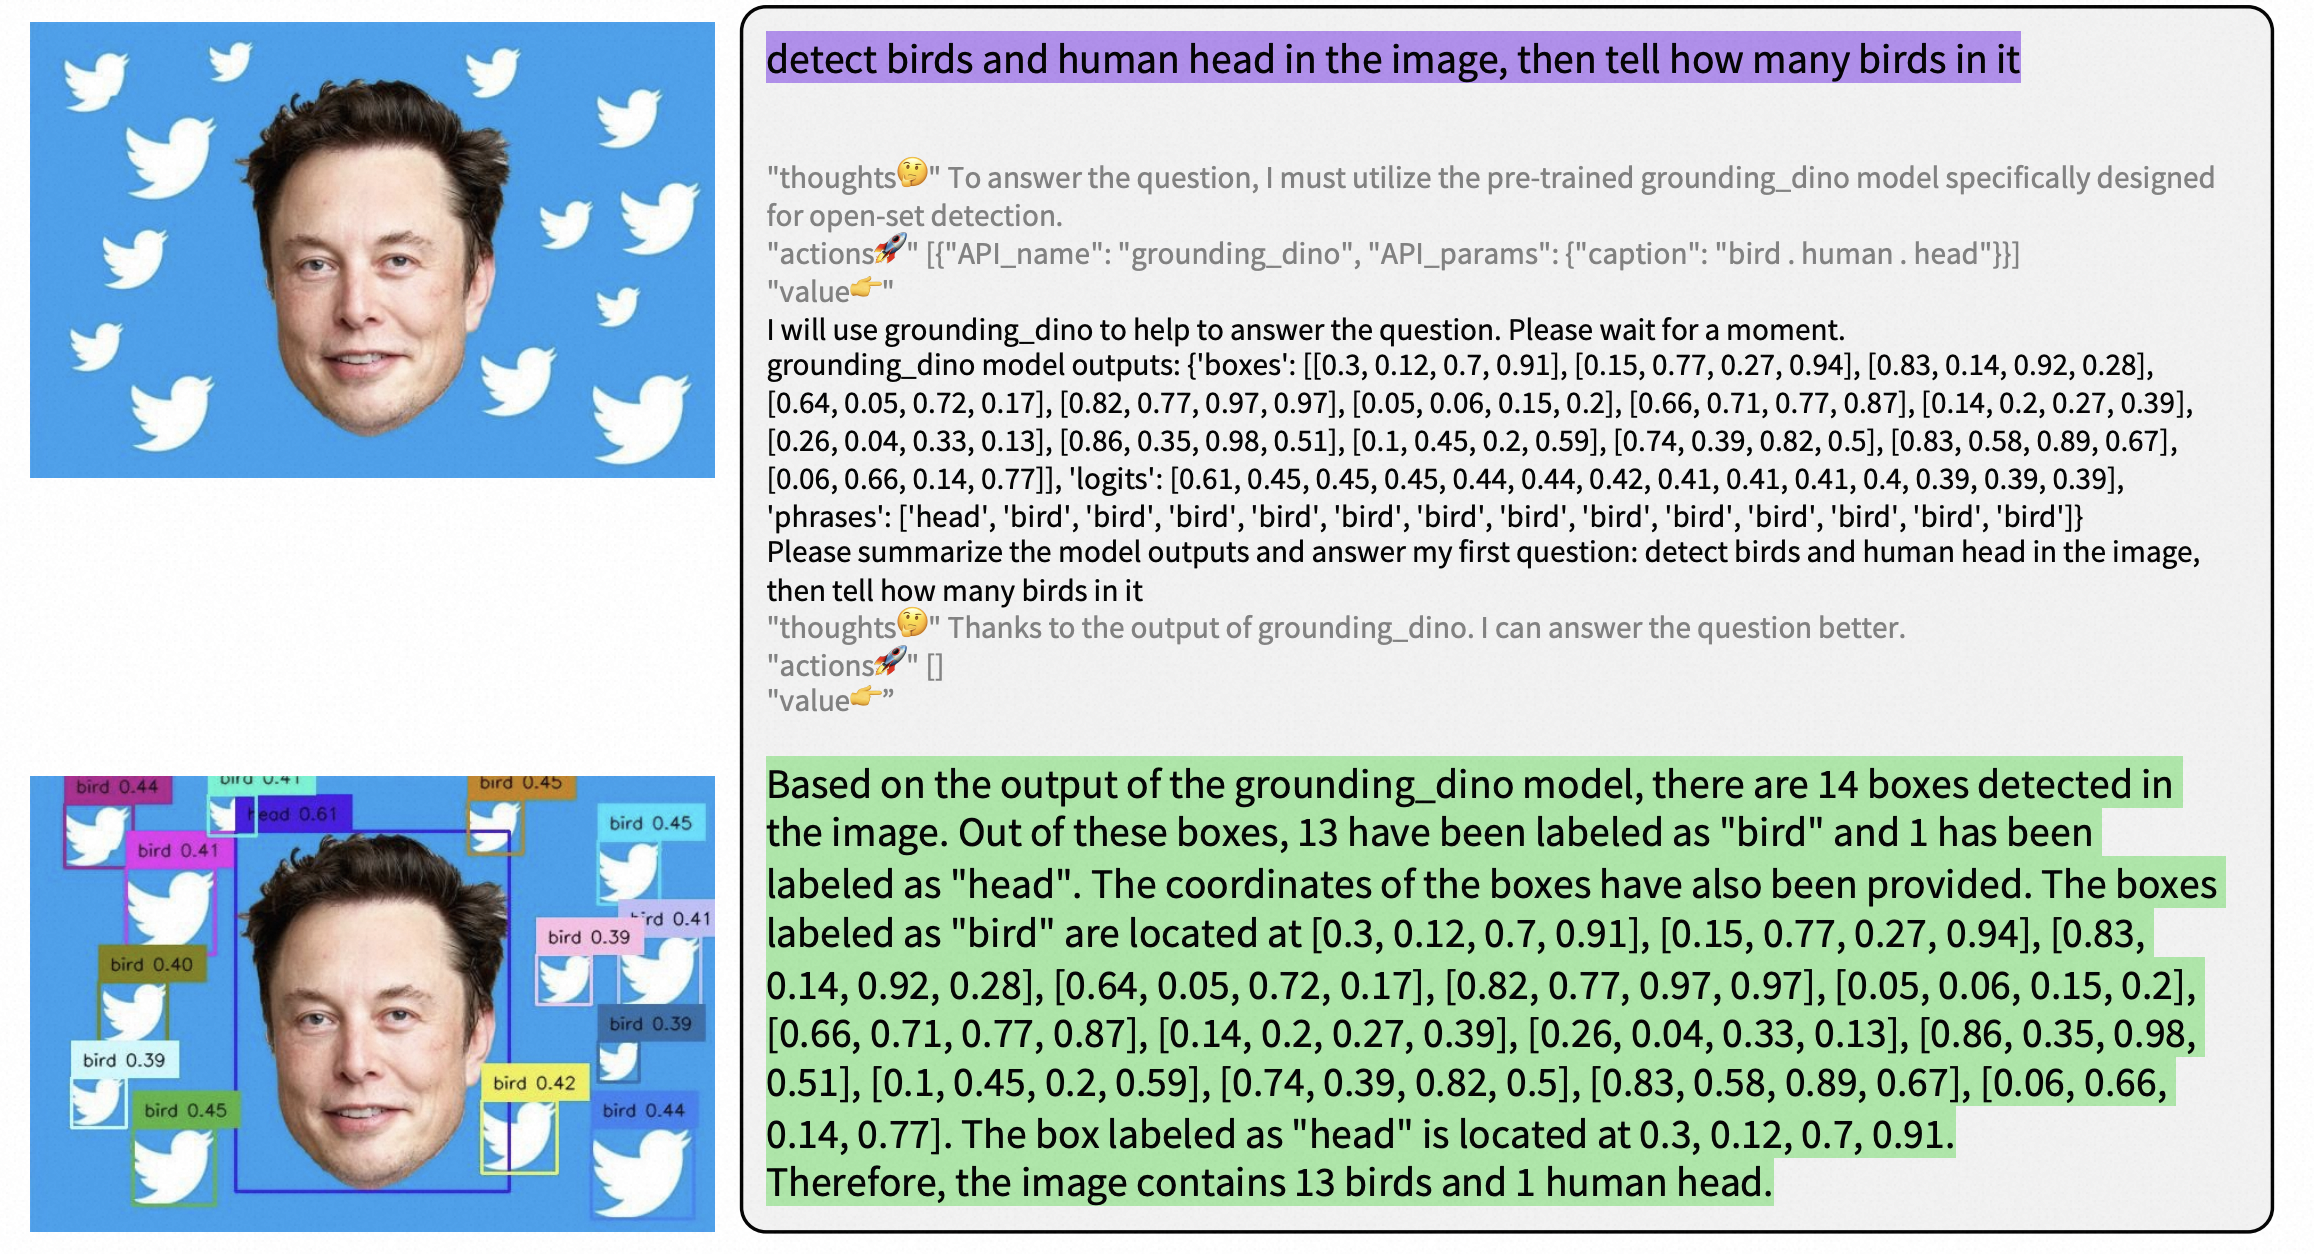 detect birds and human head in the image, then tell how many birds in it
"thoughts🤔" To answer the question, I must utilize the pre-trained grounding_dino model specifically designed
for open-set detection.
"actions🚀" [{"API_name": "grounding_dino", "API_params": {"caption": "bird . human . head"}}]
"value👉"
I will use grounding_dino to help to answer the question. Please wait for a moment.
grounding_dino model outputs: {'boxes': [[0.3, 0.12, 0.7, 0.91], [0.15, 0.77, 0.27, 0.94], [0.83, 0.14, 0.92, 0.28],
[0.64, 0.05, 0.72, 0.17], [0.82, 0.77, 0.97, 0.97], [0.05, 0.06, 0.15, 0.2], [0.66, 0.71, 0.77, 0.87], [0.14, 0.2, 0.27, 0.39],
[0.26, 0.04, 0.33, 0.13], [0.86, 0.35, 0.98, 0.51], [0.1, 0.45, 0.2, 0.59], [0.74, 0.39, 0.82, 0.5], [0.83, 0.58, 0.89, 0.67],
[0.06, 0.66, 0.14, 0.77]], 'logits': [0.61, 0.45, 0.45, 0.45, 0.44, 0.44, 0.42, 0.41, 0.41, 0.41, 0.4, 0.39, 0.39, 0.39],
'phrases': ['head', 'bird', 'bird', 'bird', 'bird', 'bird', 'bird', 'bird', 'bird', 'bird', 'bird', 'bird', 'bird', 'bird']}
Please summarize the model outputs and answer my first question: detect birds and human head in the image,
then tell how many birds in it
"thoughts🤔" Thanks to the output of grounding_dino. I can answer the question better.
"actions🚀" []
"value👉”
Based on the output of the grounding_dino model, there are 14 boxes detected in
the image. Out of these boxes, 13 have been labeled as "bird" and 1 has been
labeled as "head". The coordinates of the boxes have also been provided. The boxes
labeled as "bird" are located at [0.3, 0.12, 0.7, 0.91], [0.15, 0.77, 0.27, 0.94], [0.83,
0.14, 0.92, 0.28], [0.64, 0.05, 0.72, 0.17], [0.82, 0.77, 0.97, 0.97], [0.05, 0.06, 0.15, 0.2],
[0.66, 0.71, 0.77, 0.87], [0.14, 0.2, 0.27, 0.39], [0.26, 0.04, 0.33, 0.13], [0.86, 0.35, 0.98,
0.51], [0.1, 0.45, 0.2, 0.59], [0.74, 0.39, 0.82, 0.5], [0.83, 0.58, 0.89, 0.67], [0.06, 0.66,
0.14, 0.77]. The box labeled as "head" is located at 0.3, 0.12, 0.7, 0.91.
Therefore, the image contains 13 birds and 1 human head.
bird 0.44
bird 0.41
bird 0.45
head 0.61
bird 0.45
bird 0.41
bird 0.41
bird 0.39
bird 0.40
bird 0.39
bird 0.39
bird 0.42
bird 0.45
bird 0.44